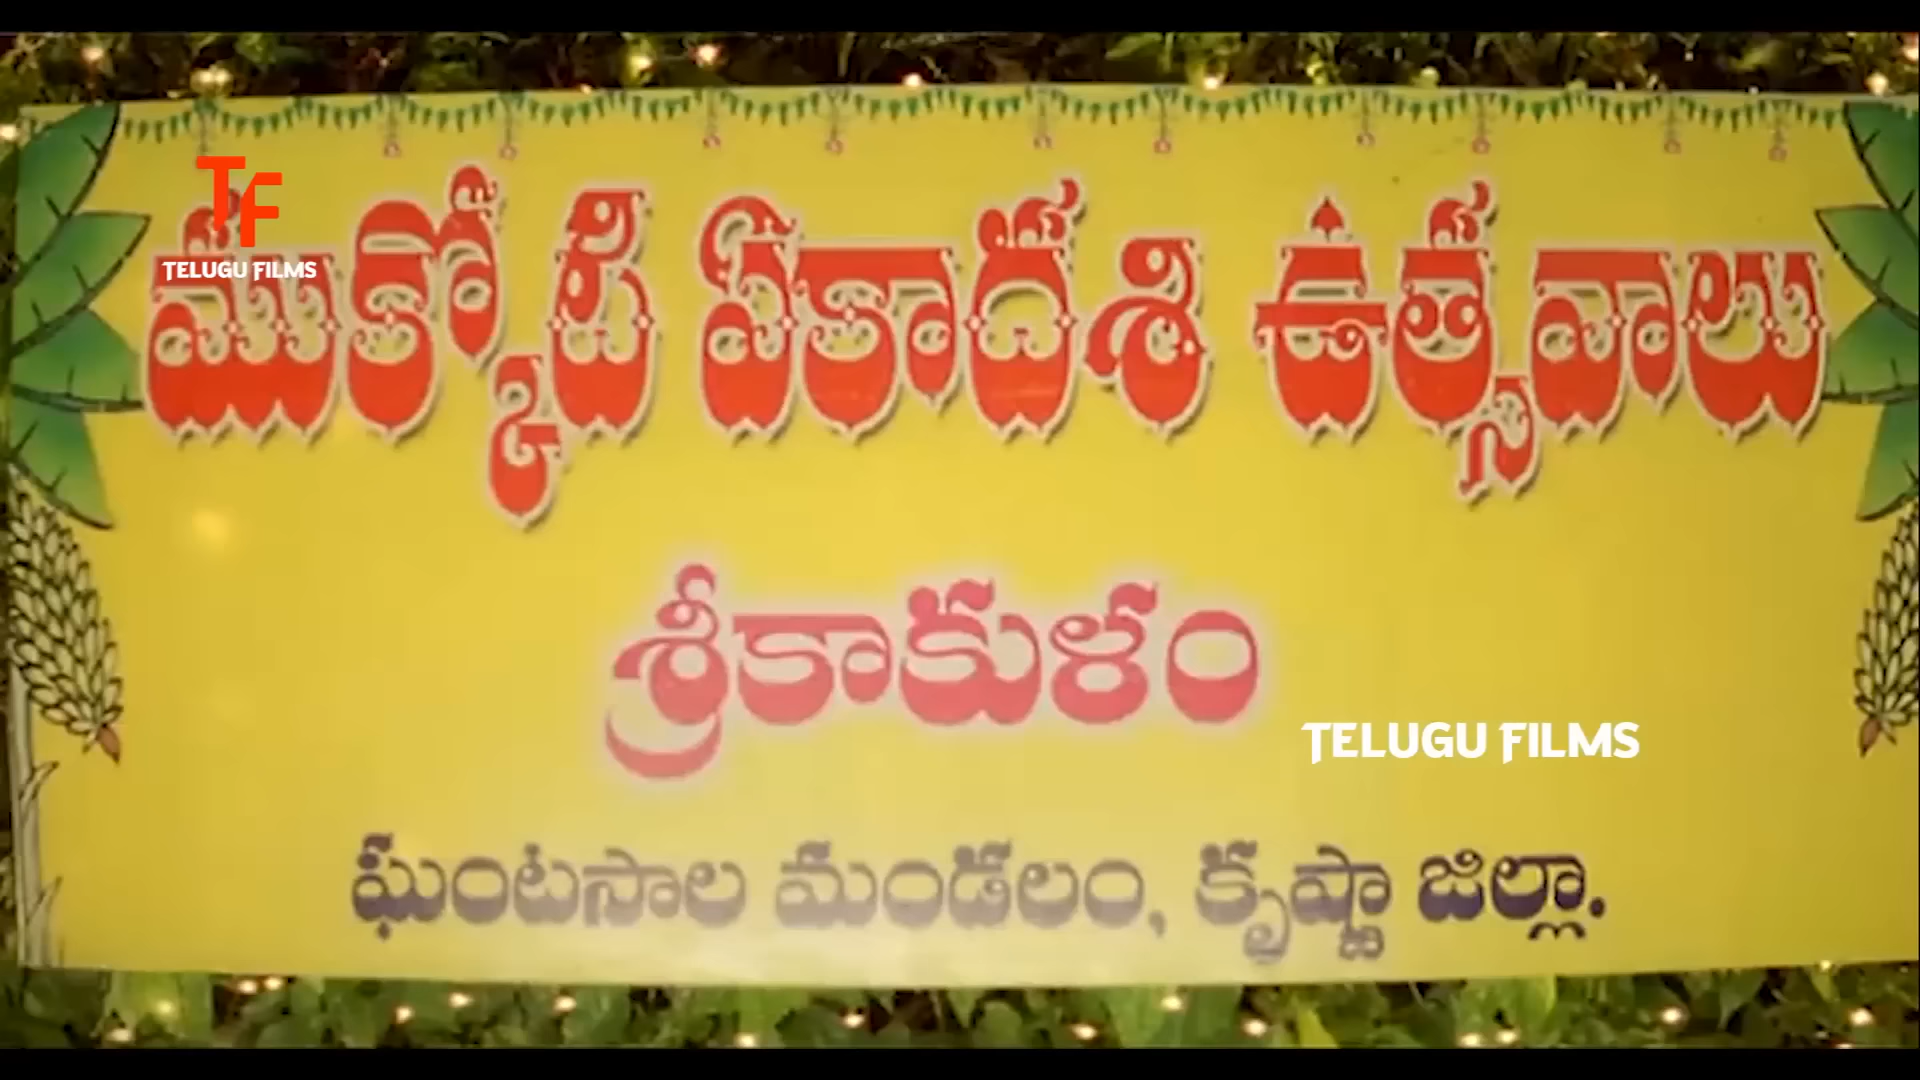 TF
TELUGU FILMS
ముక్కోటి ఏకాదశి ఉత్సవాలు
శ్రీకాకుళం
TELUGU FILMS
ఘంటసాల మండలం, కృష్ణా జిల్లా.